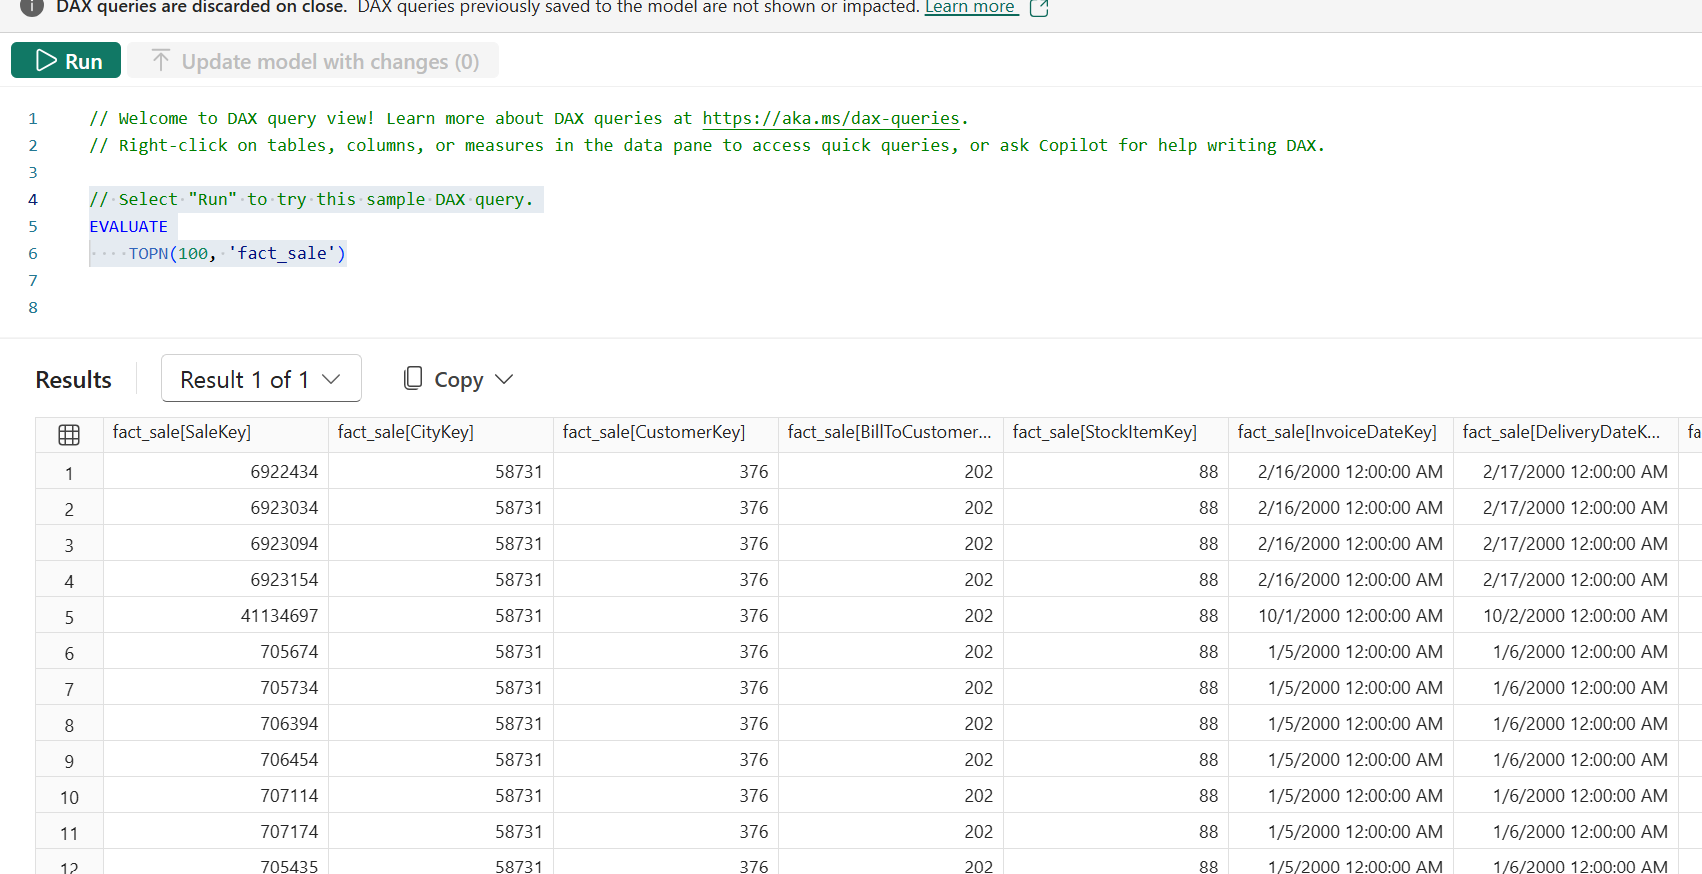 DAX queries are discarded on close. DAX queries previously saved to the model are not shown or impacted. Learn more
Run Update model with changes (0)
1 // Welcome to DAX query view! Learn more about DAX queries at https://aka.ms/dax-queries.
2 // Right-click on tables, columns, or measures in the data pane to access quick queries, or ask Copilot for help writing DAX.
3
4 // Select "Run" to try this sample DAX query.
5 EVALUATE
6 TOPN(100, 'fact_sale')
7
8
Results Result 1 of 1 Copy
fact_sale[SaleKey] fact_sale[CityKey] fact_sale[CustomerKey] fact_sale[BillToCustomer... fact_sale[StockItemKey] fact_sale[InvoiceDateKey] fact_sale[DeliveryDateK... fa
1 6922434 58731 376 202 88 2/16/2000 12:00:00 AM 2/17/2000 12:00:00 AM
2 6923034 58731 376 202 88 2/16/2000 12:00:00 AM 2/17/2000 12:00:00 AM
3 6923094 58731 376 202 88 2/16/2000 12:00:00 AM 2/17/2000 12:00:00 AM
4 6923154 58731 376 202 88 2/16/2000 12:00:00 AM 2/17/2000 12:00:00 AM
5 41134697 58731 376 202 88 10/1/2000 12:00:00 AM 10/2/2000 12:00:00 AM
6 705674 58731 376 202 88 1/5/2000 12:00:00 AM 1/6/2000 12:00:00 AM
7 705734 58731 376 202 88 1/5/2000 12:00:00 AM 1/6/2000 12:00:00 AM
8 706394 58731 376 202 88 1/5/2000 12:00:00 AM 1/6/2000 12:00:00 AM
9 706454 58731 376 202 88 1/5/2000 12:00:00 AM 1/6/2000 12:00:00 AM
10 707114 58731 376 202 88 1/5/2000 12:00:00 AM 1/6/2000 12:00:00 AM
11 707174 58731 376 202 88 1/5/2000 12:00:00 AM 1/6/2000 12:00:00 AM
12 705435 58731 376 202 88 1/5/2000 12:00:00 AM 1/6/2000 12:00:00 AM